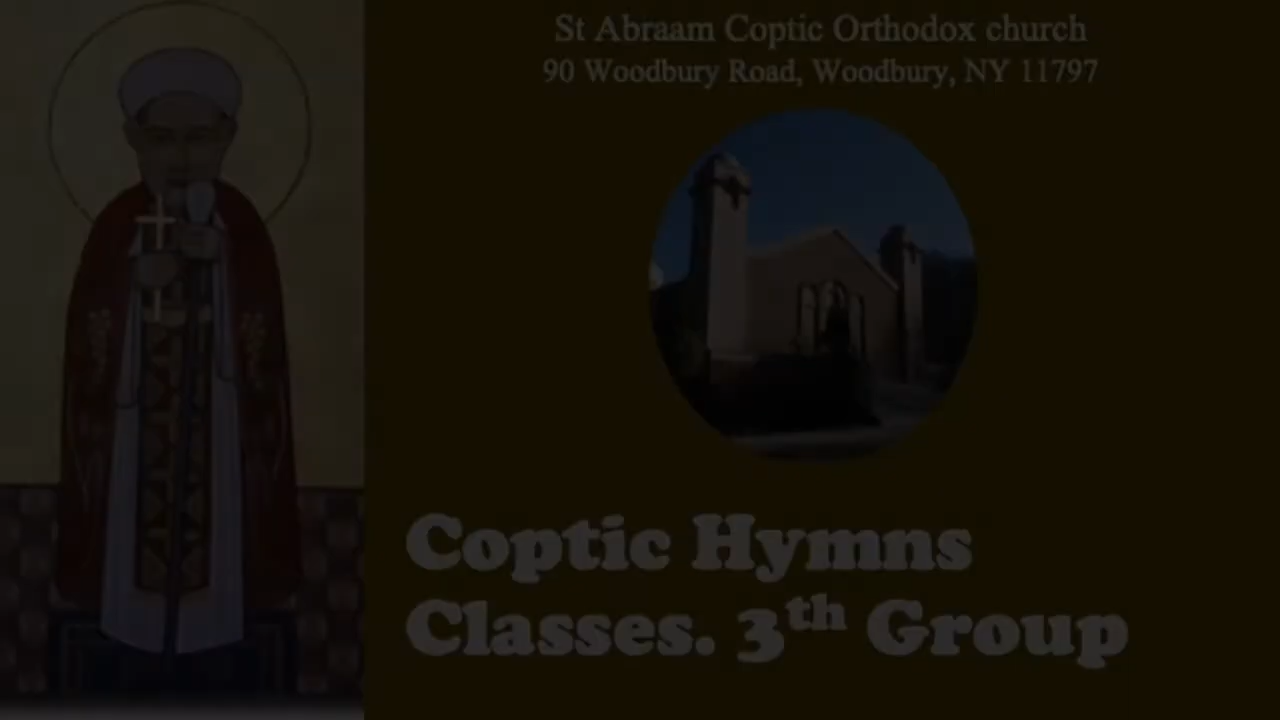 St Abraam Coptic Orthodox church
90 Woodbury Road, Woodbury, NY 11797
Coptic Hymns
Classes. 3th Group